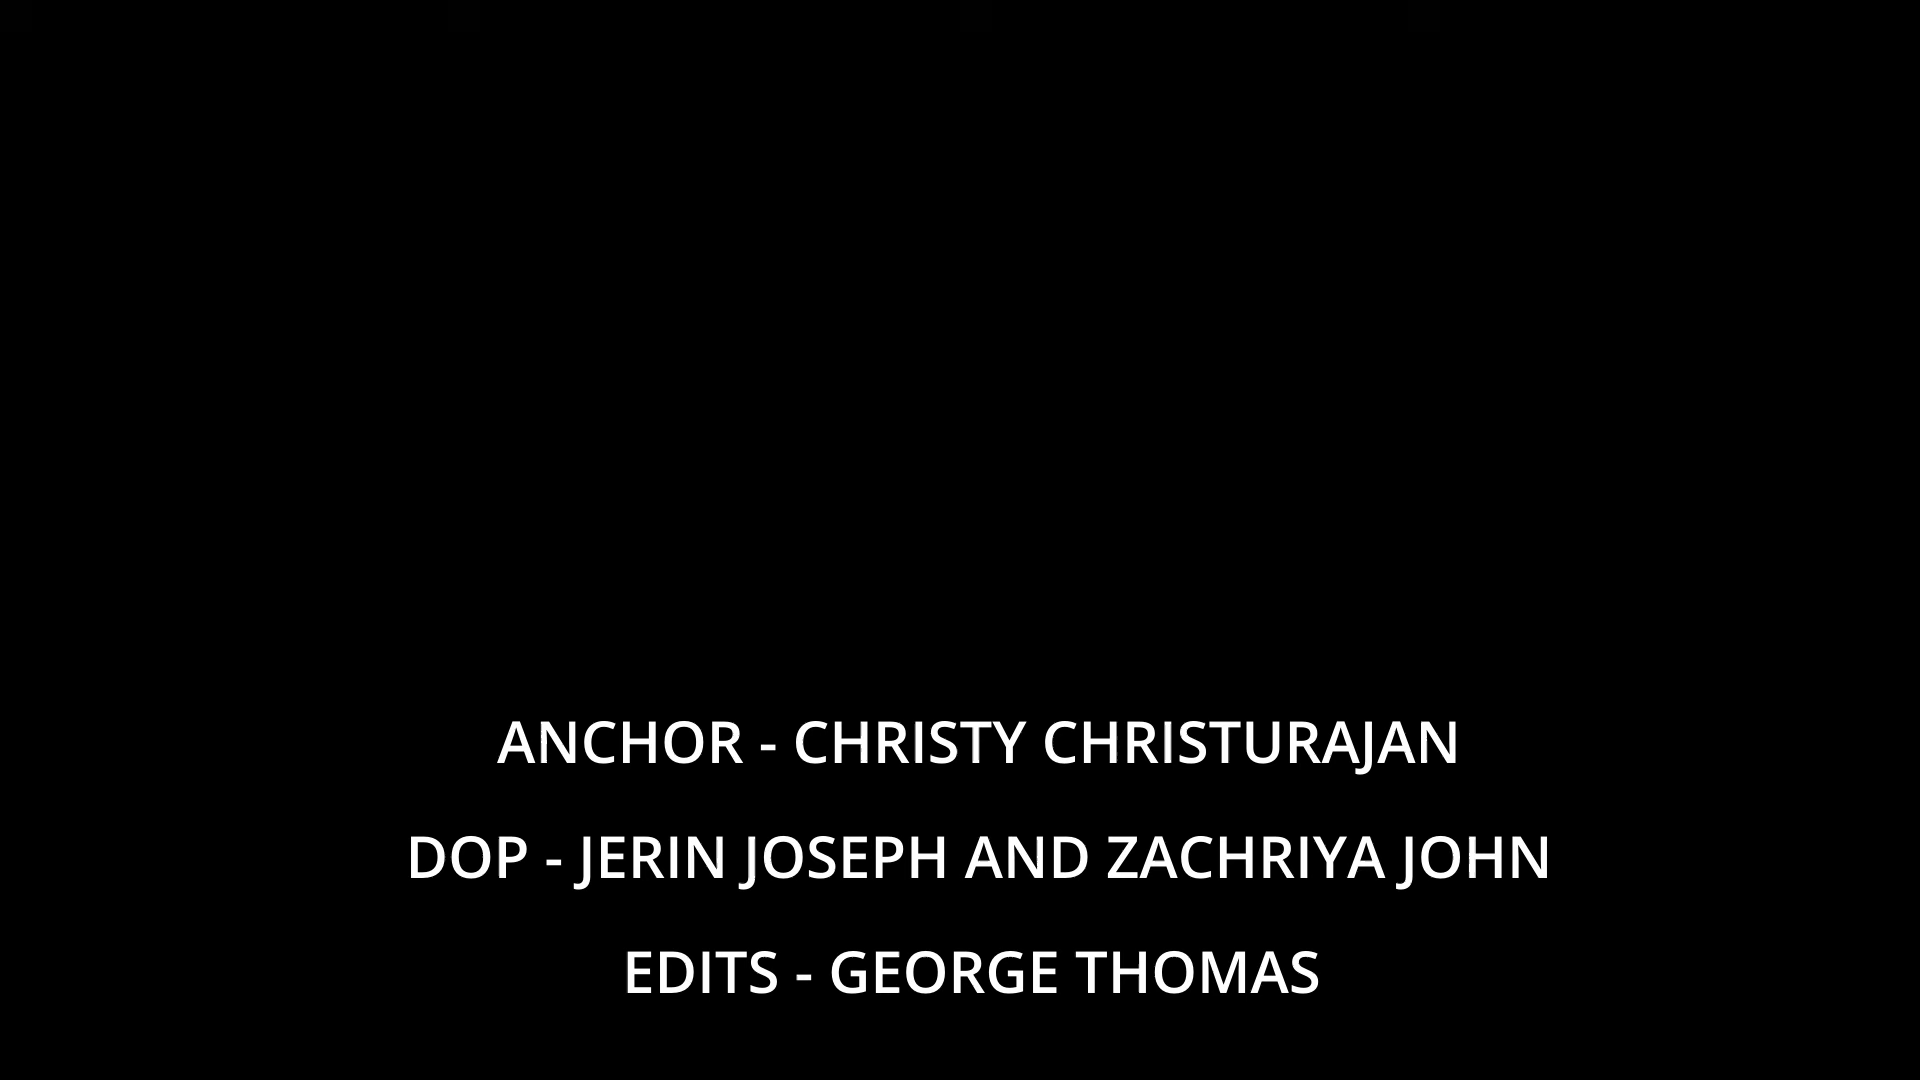 ANCHOR - CHRISTY CHRISTURAJAN
DOP - JERIN JOSEPH AND ZACHRIYA JOHN
EDITS - GEORGE THOMAS